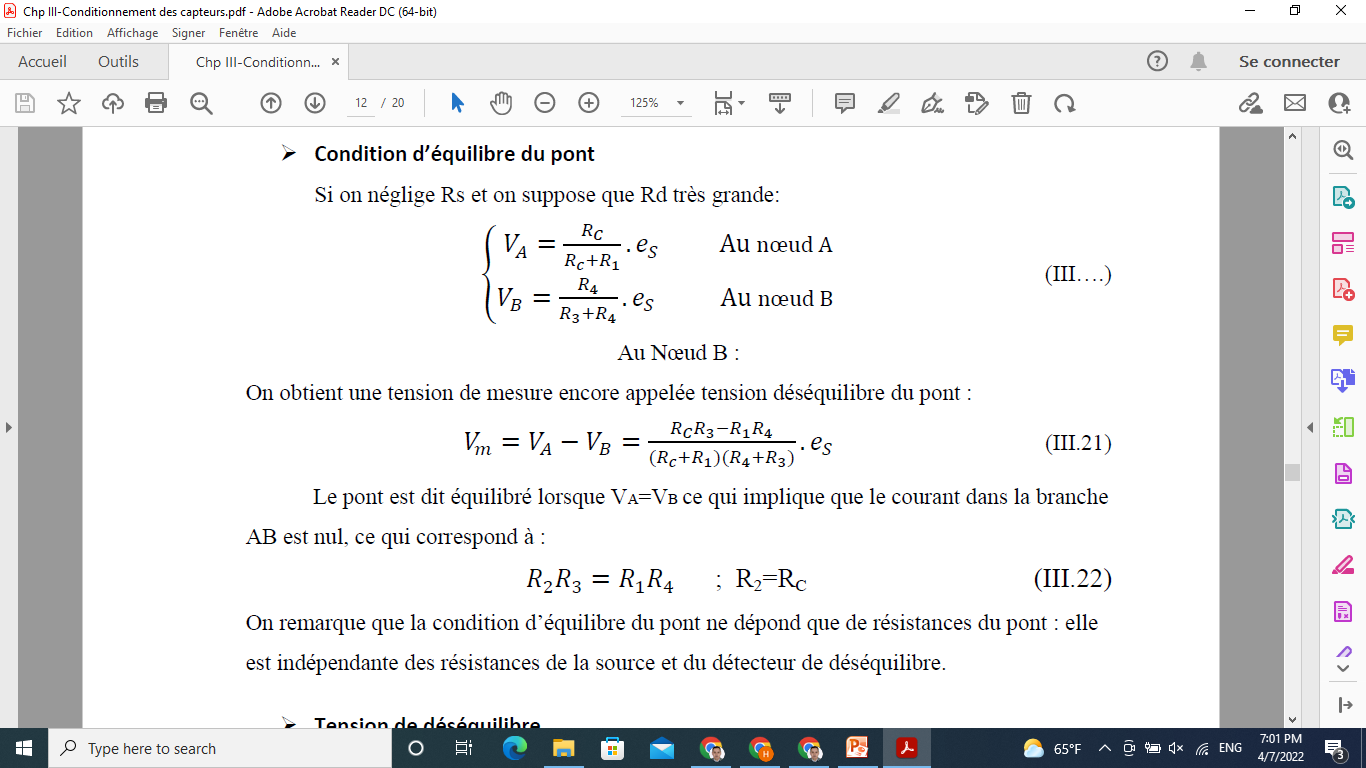 Chp III-Conditionnement des capteurs.pdf - Adobe Acrobat Reader DC (64-bit)
Fichier Edition Affichage Signer Fenêtre Aide
Accueil Outils Chp III-Conditionn... × Se connecter
12 / 20 125%
➢ Condition d’équilibre du pont
Si on néglige Rs et on suppose que Rd très grande:
V_A = R_C/(R_c+R_1) . e_S Au nœud A
(III….)
V_B = R_4/(R_3+R_4) . e_S Au nœud B
Au Nœud B :
On obtient une tension de mesure encore appelée tension déséquilibre du pont :
V_m = V_A − V_B = (R_C R_3−R_1 R_4)/((R_c+R_1)(R_4+R_3)) . e_S (III.21)
Le pont est dit équilibré lorsque VA=VB ce qui implique que le courant dans la branche
AB est nul, ce qui correspond à :
R_2R_3 = R_1R_4 ; R_2=R_C (III.22)
On remarque que la condition d’équilibre du pont ne dépond que de résistances du pont : elle
est indépendante des résistances de la source et du détecteur de déséquilibre.
➢ Tension de déséquilibre
Type here to search
65°F ENG 7:01 PM
4/7/2022 3